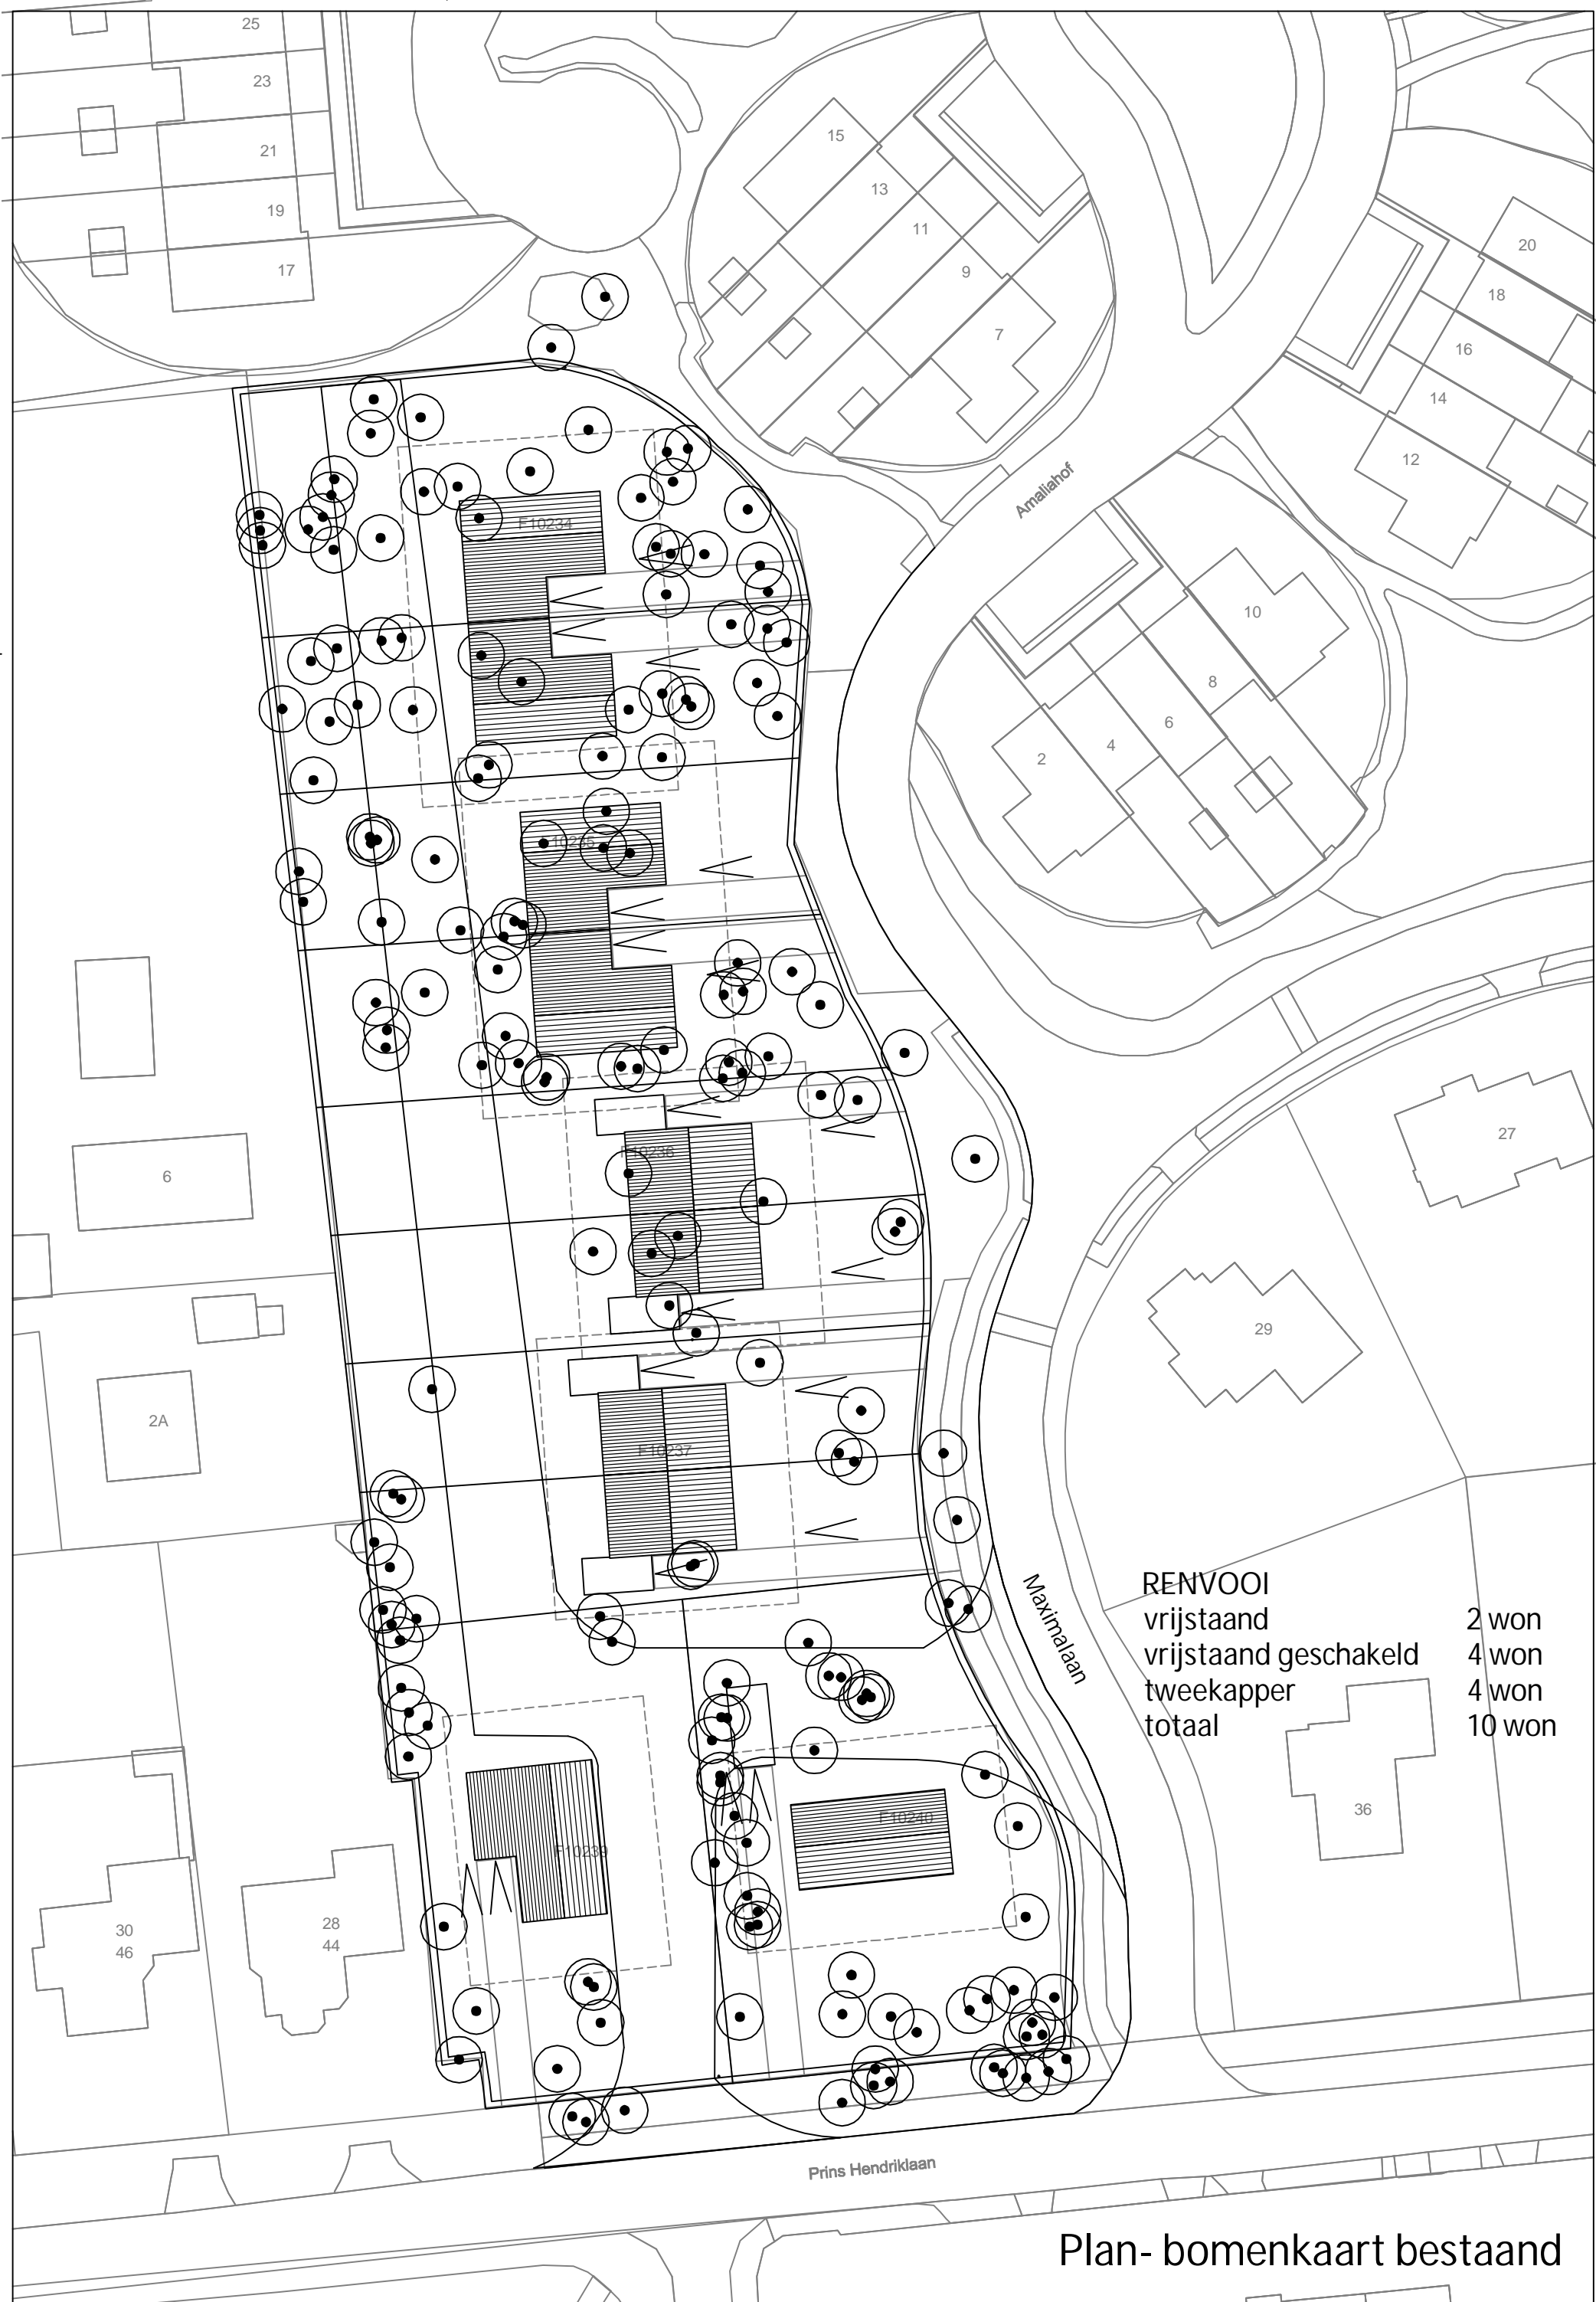 25
23
21
19
17
15
13
11
9
7
20
18
16
14
12
Amaliahof
10
8
6
4
2
F10234
F10235
F10236
F10237
6
2A
27
29
Maximalaan
RENVOOI
vrijstaand 2 won
vrijstaand geschakeld 4 won
tweekapper 4 won
totaal 10 won
36
F10240
F10239
30
46
28
44
Prins Hendriklaan
Plan- bomenkaart bestaand